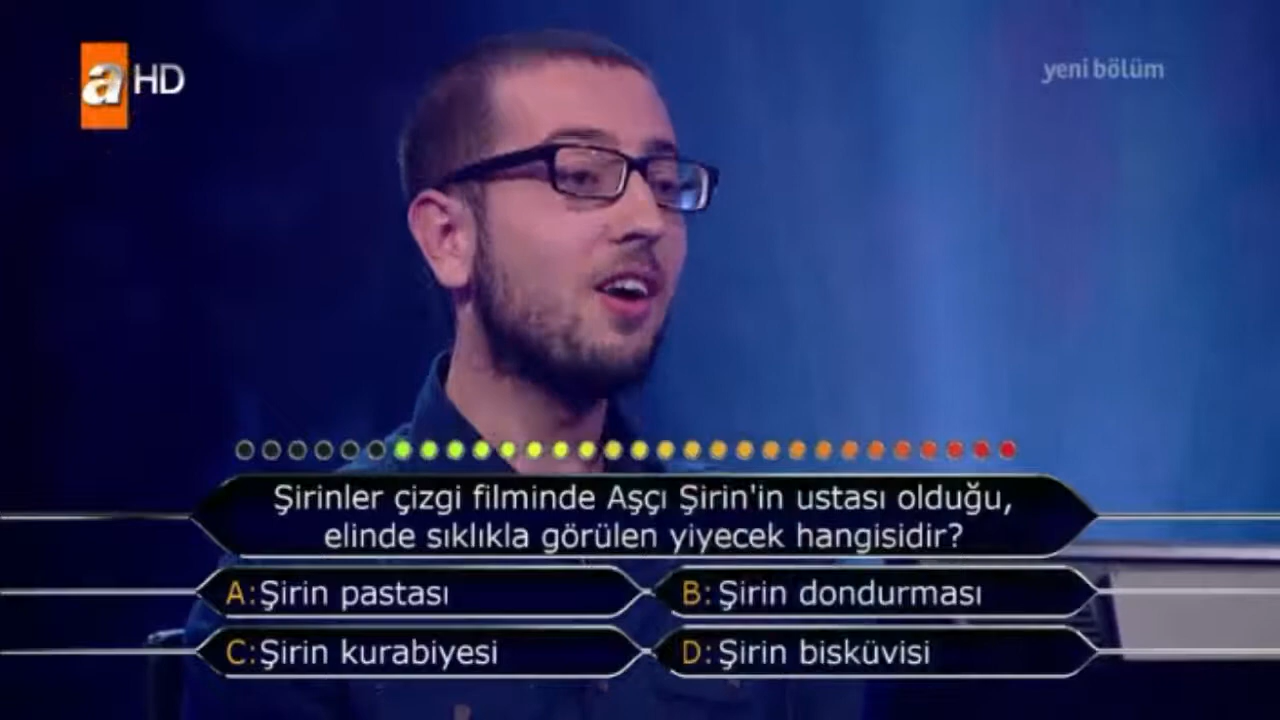 a HD
yeni bölüm
Şirinler çizgi filminde Aşçı Şirin'in ustası olduğu,
elinde sıklıkla görülen yiyecek hangisidir?
A: Şirin pastası
B: Şirin dondurması
C: Şirin kurabiyesi
D: Şirin bisküvisi